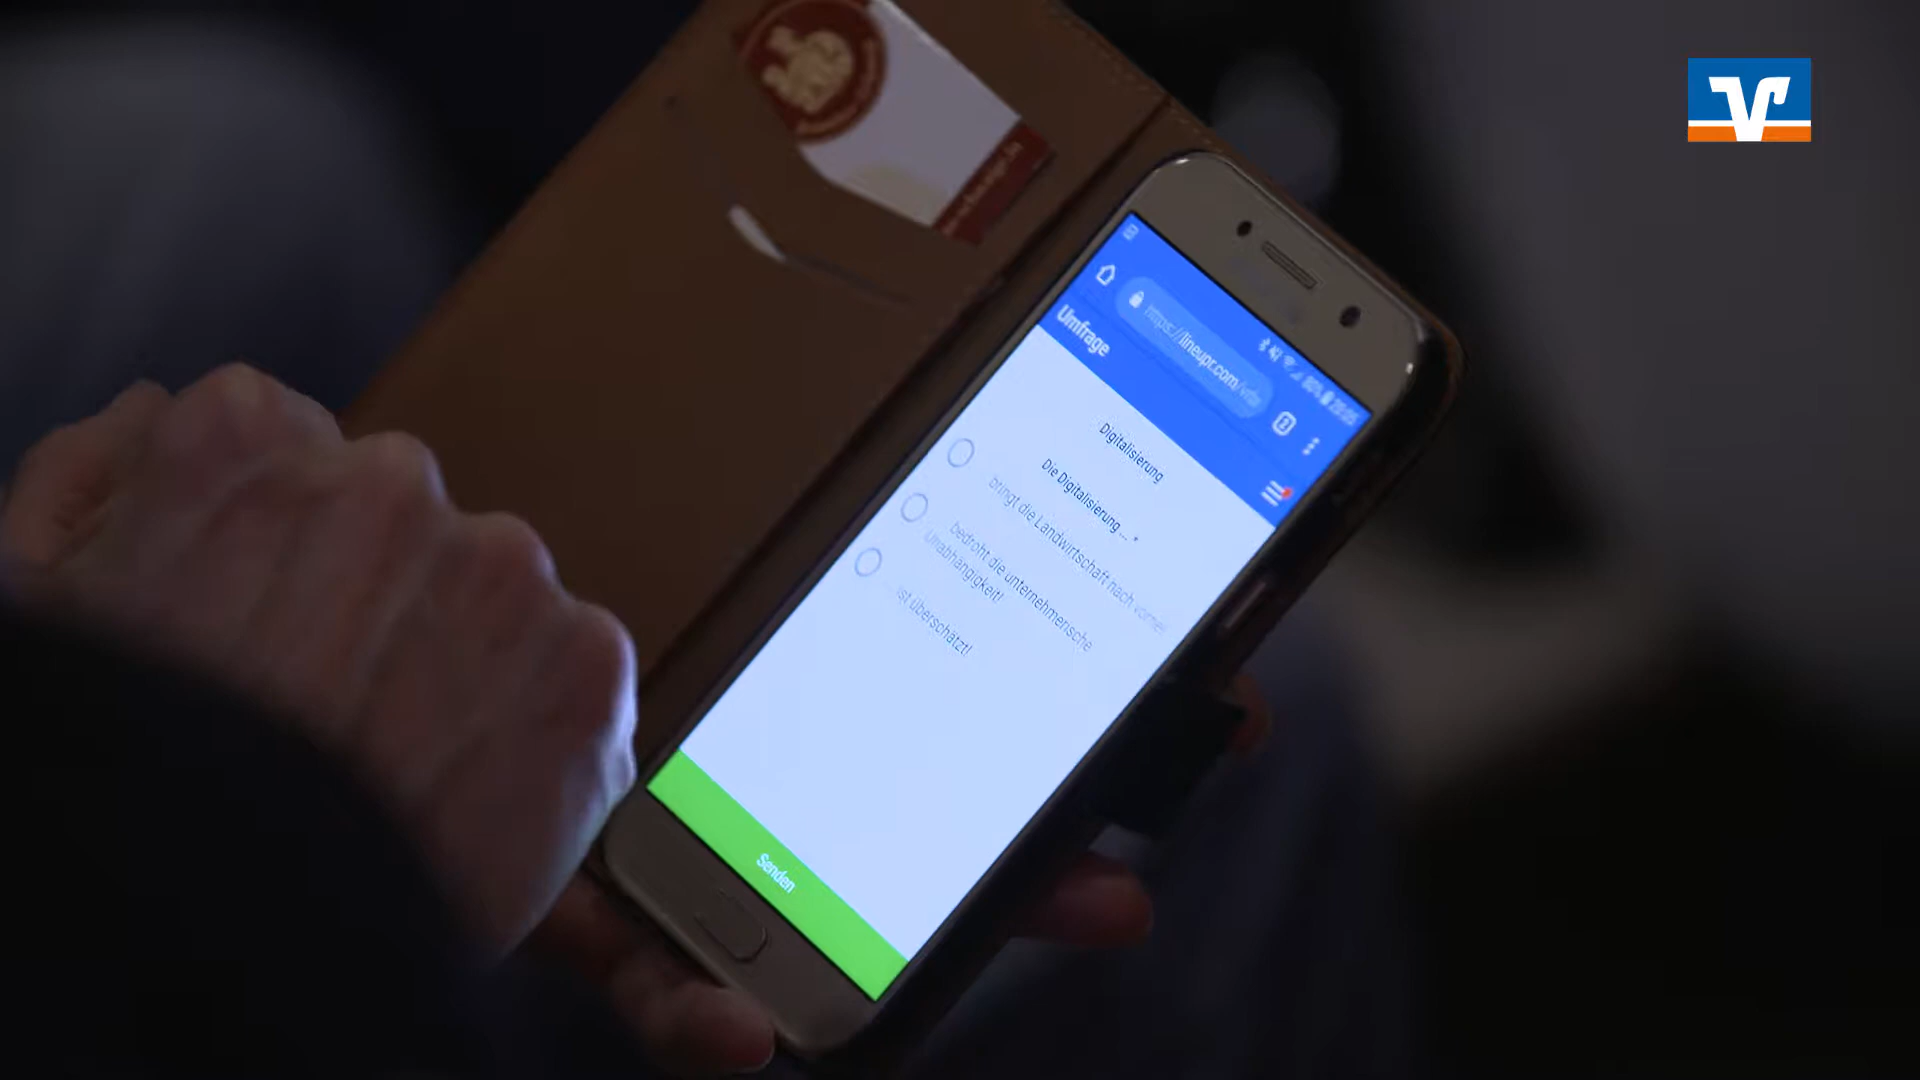 https://lineupr.com/vrb
Umfrage
Digitalisierung
Die Digitalisierung ... *
bringt die Landwirtschaft nach vorne!
bedroht die unternehmerische
Unabhängigkeit!
ist überschätzt!
Senden